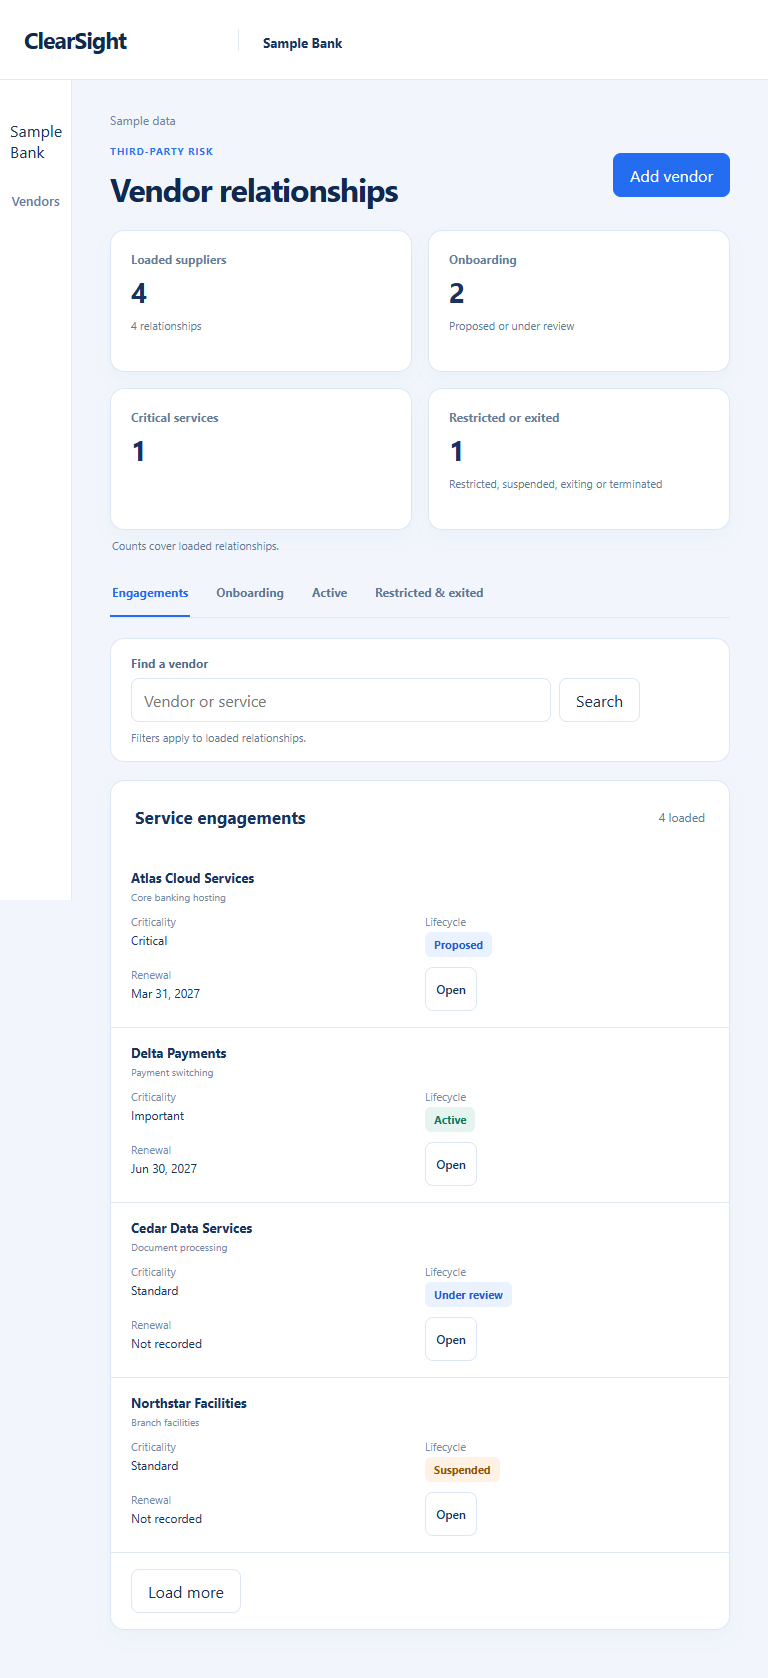 ClearSight
Sample Bank
Sample
Bank
Vendors
Sample data
THIRD-PARTY RISK
Vendor relationships
Add vendor
Loaded suppliers
4
4 relationships
Onboarding
2
Proposed or under review
Critical services
1
Restricted or exited
1
Restricted, suspended, exiting or terminated
Counts cover loaded relationships.
Engagements Onboarding Active Restricted & exited
Find a vendor
Vendor or service
Search
Filters apply to loaded relationships.
Service engagements
4 loaded
Atlas Cloud Services
Core banking hosting
Criticality
Critical
Lifecycle
Proposed
Renewal
Mar 31, 2027
Open
Delta Payments
Payment switching
Criticality
Important
Lifecycle
Active
Renewal
Jun 30, 2027
Open
Cedar Data Services
Document processing
Criticality
Standard
Lifecycle
Under review
Renewal
Not recorded
Open
Northstar Facilities
Branch facilities
Criticality
Standard
Lifecycle
Suspended
Renewal
Not recorded
Open
Load more